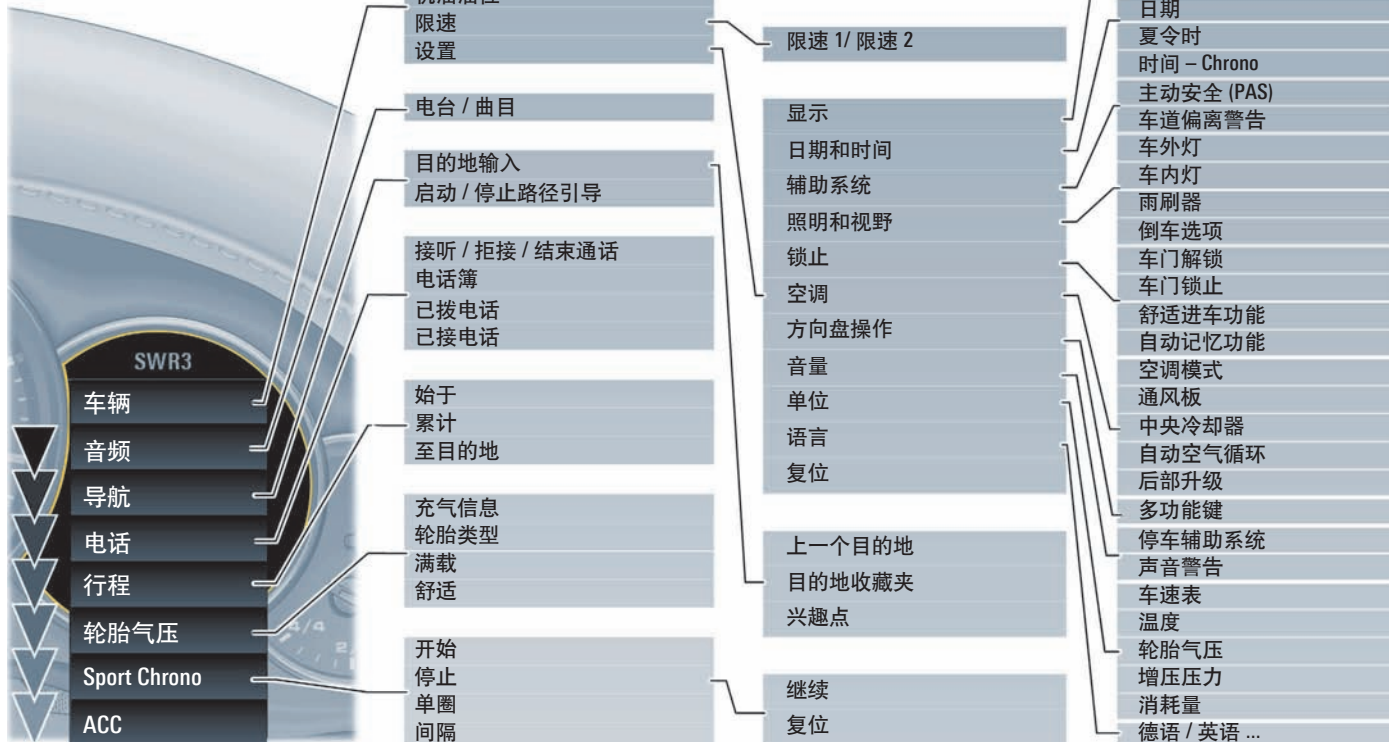 SWR3
车辆
音频
导航
电话
行程
轮胎气压
Sport Chrono
ACC
限速
设置
电台 / 曲目
目的地输入
启动 / 停止路径引导
接听 / 拒接 / 结束通话
电话簿
已拨电话
已接电话
始于
累计
至目的地
充气信息
轮胎类型
满载
舒适
开始
停止
单圈
间隔
限速 1/ 限速 2
显示
日期和时间
辅助系统
照明和视野
锁止
空调
方向盘操作
音量
单位
语言
复位
上一个目的地
目的地收藏夹
兴趣点
继续
复位
日期
夏令时
时间 – Chrono
主动安全 (PAS)
车道偏离警告
车外灯
车内灯
雨刷器
倒车选项
车门解锁
车门锁止
舒适进车功能
自动记忆功能
空调模式
通风板
中央冷却器
自动空气循环
后部升级
多功能键
停车辅助系统
声音警告
车速表
温度
轮胎气压
增压压力
消耗量
德语 / 英语 ...